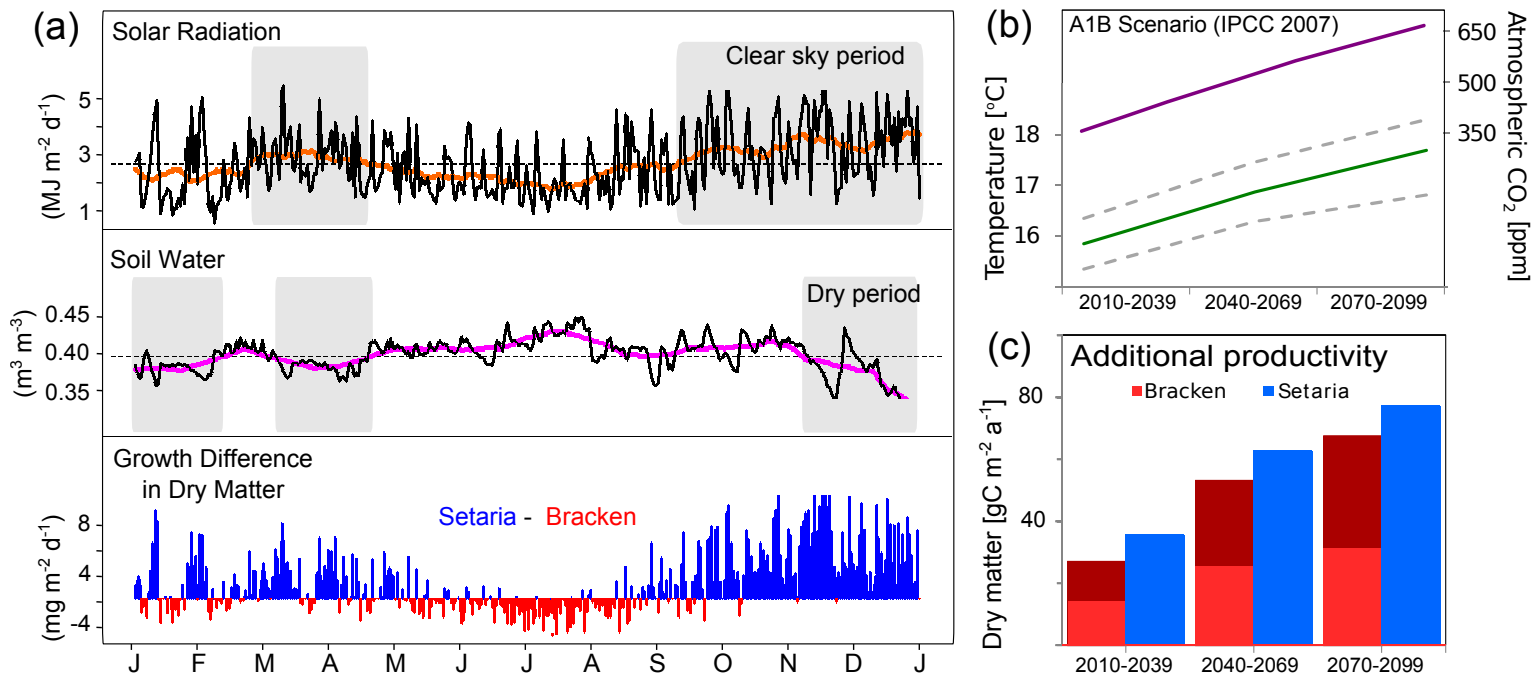 (a)
Solar Radiation
Clear sky period
5
3
1
(MJ m⁻² d⁻¹)
Soil Water
Dry period
0.45
0.40
0.35
(m³ m⁻³)
Growth Difference
in Dry Matter
Setaria - Bracken
8
4
-4
(mg m⁻² d⁻¹)
J F M A M J J A S O N D J
(b)
A1B Scenario (IPCC 2007)
18
17
16
Temperature [°C]
650
500
350
Atmospheric CO₂ [ppm]
2010-2039 2040-2069 2070-2099
(c)
Additional productivity
Bracken Setaria
80
40
Dry matter [gC m⁻² a⁻¹]
2010-2039 2040-2069 2070-2099